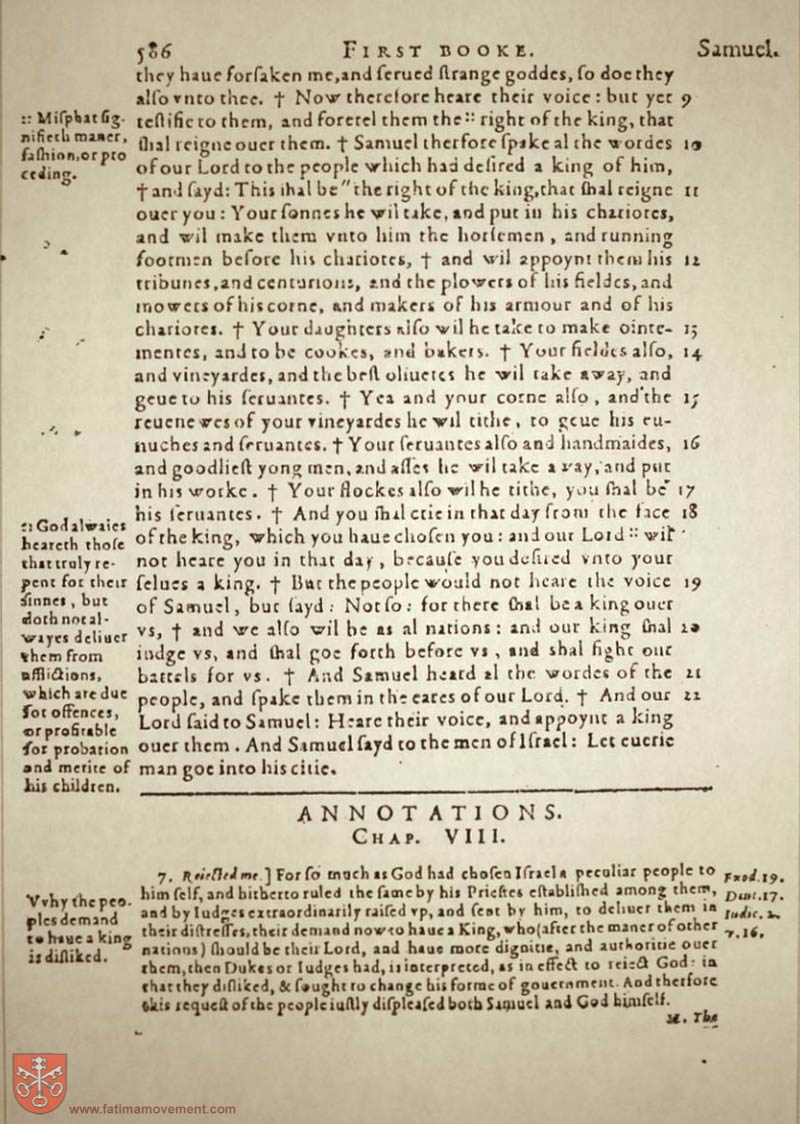 586 FIRST BOOKE. Samuel.
they haue forſaken me, and ſerued ſtrange goddes, ſo doe they
alſo vnto thee. † Now therefore heare their voice: but yet 9
teſtifie to them, and foretel them the :: right of the king, that
ſhal reigne ouer them. † Samuel therfore ſpake al the wordes 10
of our Lord to the people which had deſired a king of him,
† and ſayd: This ſhal be " the right of the king, that ſhal reigne 11
ouer you: Your ſonnes he wil take, and put in his chariotes,
and wil make them vnto him the horſemen, and running
footmen before his chariotes, † and wil appoynt them his 12
tribunes, and centurions, and the plowers of his fieldes, and
mowers of his corne, and makers of his armour and of his
chariotes. † Your daughters alſo wil he take to make ointe- 13
mentes, and to be cookes, and bakers. † Your fieldes alſo, 14
and vineyardes, and the beſt oliuetes he wil take away, and
geue to his ſeruantes. † Yea and your corne alſo, and the 15
reuenewes of your vineyardes he wil tithe, to geue his eu-
nuches and ſeruantes. † Your ſeruantes alſo and handmaides, 16
and goodlieſt yong men, and aſſes he wil take away, and put
in his worke. † Your flockes alſo wil he tithe, you ſhal be 17
his ſeruantes. † And you ſhal crie in that day from the face 18
of the king, which you haue choſen you: and our Lord :: wil
not heare you in that day, becauſe you deſired vnto your
ſelues a king. † But the people would not heare the voice 19
of Samuel, but ſayd: Not ſo: for there ſhal be a king ouer
vs, † and we alſo wil be as al nations: and our king ſhal 20
iudge vs, and ſhal goe forth before vs, and shal fight our
battels for vs. † And Samuel heard al the wordes of the 21
people, and ſpake them in the eares of our Lord. † And our 22
Lord ſaid to Samuel: Heare their voice, and appoynt a king
ouer them. And Samuel ſayd to the men of Iſrael: Let euerie
man goe into his citie.
:: Miſphat ſig-
nifieth maner,
faſhion, or pro
ceding.
:: God alwaies
heareth thoſe
that truly re-
pent for their
ſinnes, but
doth not al-
wayes deliuer
them from
afflictions,
which are due
for offences,
or profitable
for probation
and merite of
his children.
ANNOTATIONS.
CHAP. VIII.
7. Reiected me.] For ſo much as God had choſen Iſrael a peculiar people to
him ſelf, and hitherto ruled the ſame by his Prieſtes eſtabliſhed among them,
and by Iudges extraordinarily raiſed vp, and ſent by him, to deliuer them in
their diſtreſſes, their demand now to haue a King, who (after the maner of other
nations) ſhould be their Lord, and haue more dignitie, and authoritie ouer
them, then Dukes or Iudges had, is interpreted, as in effect to reiect God: in
that they diſliked, & ſought to change his forme of gouernment. And therfore
this requeſt of the people iuſtly diſpleaſed both Samuel and God himſelf.
11. The
Vvhy the peo-
ples demand
to haue a king
is diſliked.
Exod. 19.
Deut. 17.
Iudic. 2.
7. 16.
www.fatimamovement.com